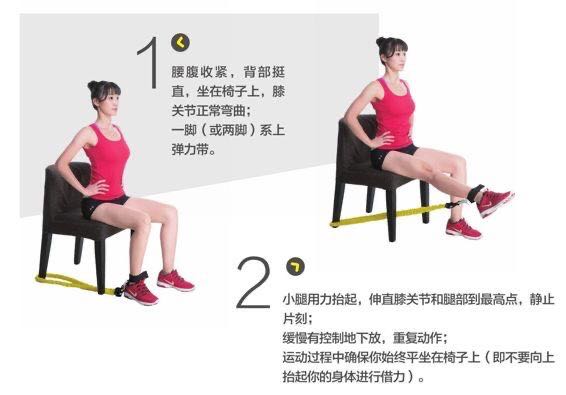 1
腰腹收紧，背部挺
直，坐在椅子上，膝
关节正常弯曲；
一脚（或两脚）系上
弹力带。
2
小腿用力抬起，伸直膝关节和腿部到最高点，静止
片刻；
缓慢有控制地下放，重复动作；
运动过程中确保你始终平坐在椅子上（即不要向上
抬起你的身体进行借力）。